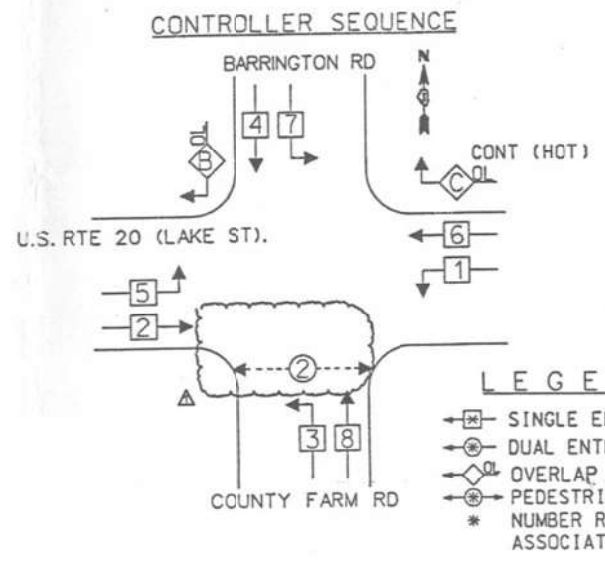 CONTROLLER SEQUENCE
BARRINGTON RD
N
4 7
OL
B
CONT (HOT)
C OL
U.S. RTE 20 (LAKE ST).
6
1
5
2
2
3 8
COUNTY FARM RD
L E G E
* SINGLE E
* DUAL ENT
OL OVERLAP
* PEDESTRI
* NUMBER R
ASSOCIAT